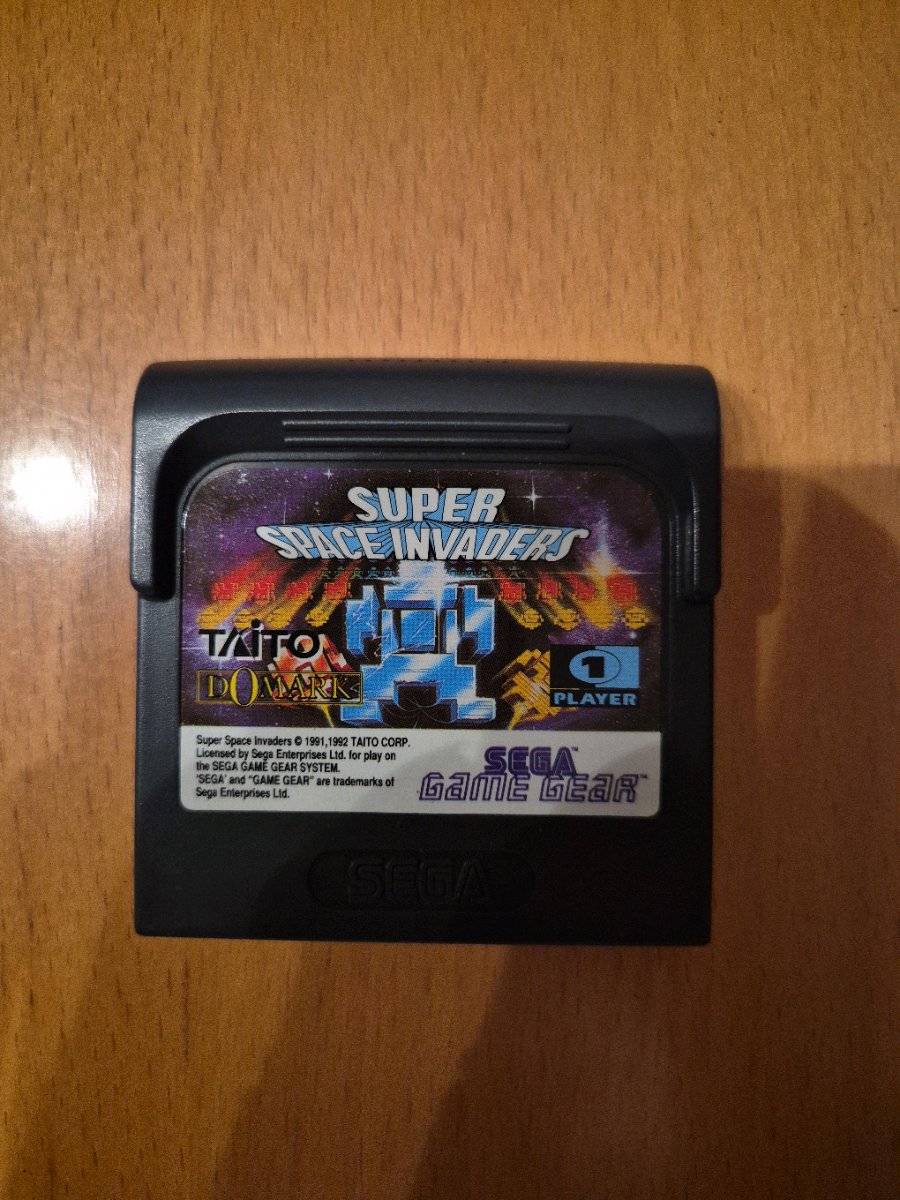 SUPER
SPACE INVADERS
TAITO
DOMARK
1
PLAYER
Super Space Invaders © 1991,1992 TAITO CORP.
Licensed by Sega Enterprises Ltd. for play on
the SEGA GAME GEAR SYSTEM.
'SEGA' and "GAME GEAR" are trademarks of
Sega Enterprises Ltd.
SEGA™
GAME GEAR™
SEGA